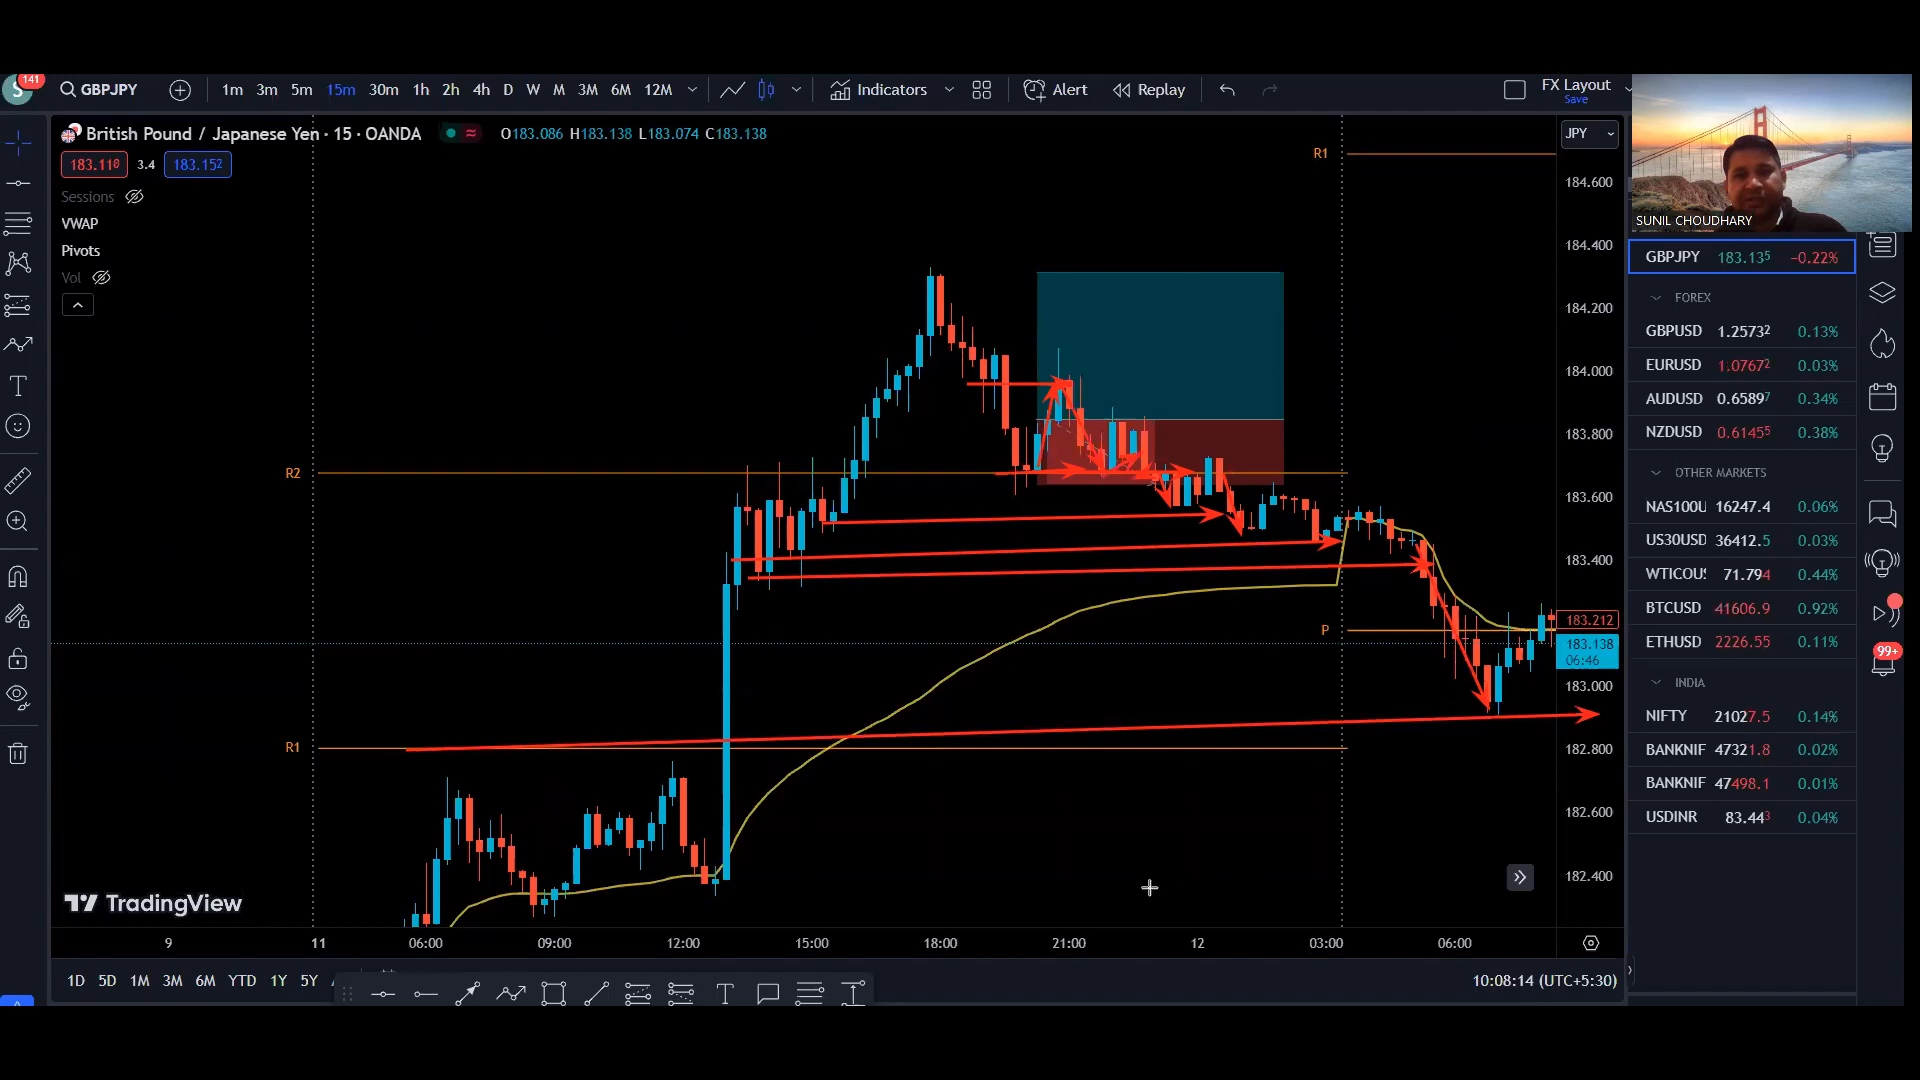 S 141 GBPJPY 1m 3m 5m 15m 30m 1h 2h 4h D W M 3M 6M 12M Indicators Alert Replay FX Layout
Save
British Pound / Japanese Yen · 15 · OANDA O183.086 H183.138 L183.074 C183.138
183.118 3.4 183.152
Sessions
VWAP
Pivots
Vol
R1
R2
P
R1
JPY
184.600
184.400
184.200
184.000
183.800
183.600
183.400
183.212
183.138
06:46
183.000
182.800
182.600
182.400
TradingView
9 11 06:00 09:00 12:00 15:00 18:00 21:00 12 03:00 06:00
1D 5D 1M 3M 6M YTD 1Y 5Y
10:08:14 (UTC+5:30)
SUNIL CHOUDHARY
GBPJPY 183.135 −0.22%
FOREX
GBPUSD 1.25732 0.13%
EURUSD 1.07672 0.03%
AUDUSD 0.65897 0.34%
NZDUSD 0.61455 0.38%
OTHER MARKETS
NAS100U 16247.4 0.06%
US30USD 36412.5 0.03%
WTICOU 71.794 0.44%
BTCUSD 41606.9 0.92%
ETHUSD 2226.55 0.11%
INDIA
NIFTY 21027.5 0.14%
BANKNIF 47321.8 0.02%
BANKNIF 47498.1 0.01%
USDINR 83.443 0.04%
99+